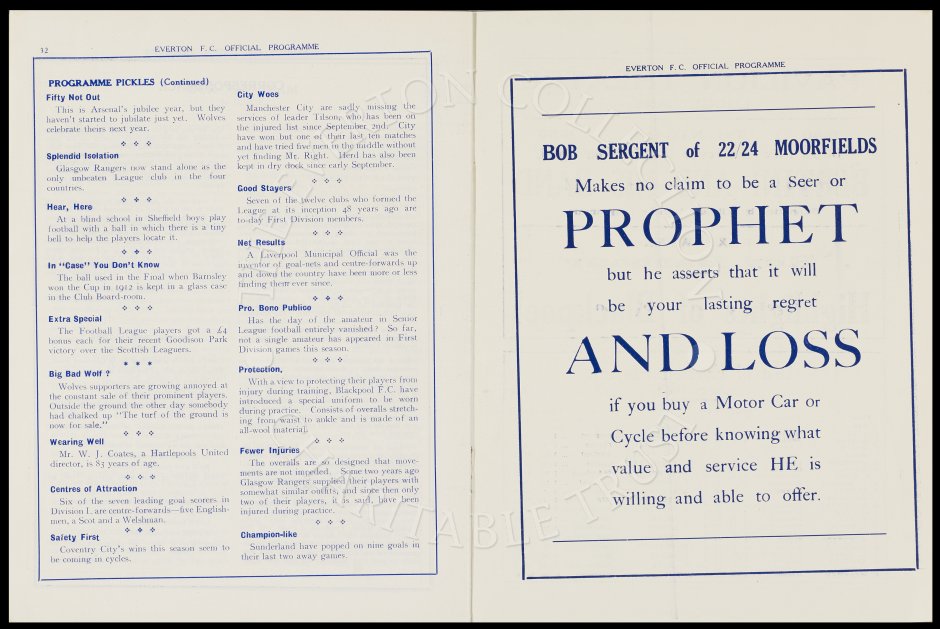 32
EVERTON F.C. OFFICIAL PROGRAMME
PROGRAMME PICKLES (Continued)
Fifty Not Out
This is Arsenal's jubilee year, but they
haven't started to jubilate just yet. Wolves
celebrate theirs next year.
Splendid Isolation
Glasgow Rangers now stand alone as the
only unbeaten League club in the four
countries.
Hear, Here
At a blind school in Sheffield boys play
football with a ball in which there is a tiny
bell to help the players locate it.
In "Case" You Don't Know
The ball used in the Final when Barnsley
won the Cup in 1912 is kept in a glass case
in the Club Board-room.
Extra Special
The Football League players got a £4
bonus each for their recent Goodison Park
victory over the Scottish Leaguers.
Big Bad Wolf ?
Wolves supporters are growing annoyed at
the constant sale of their prominent players.
Outside the ground the other day somebody
had chalked up "The turf of the ground is
now for sale."
Wearing Well
Mr. W. J. Coates, a Hartlepools United
director, is 83 years of age.
Centres of Attraction
Six of the seven leading goal scorers in
Division I. are centre-forwards—five English-
men, a Scot and a Welshman.
Safety First
Coventry City's wins this season seem to
be coming in cycles.
City Woes
Manchester City are sadly missing the
services of leader Tilson, who has been on
the injured list since September 2nd. City
have won but one of their last ten matches
and have tried five men in the middle without
yet finding Mr. Right. Herd has also been
kept in dry dock since early September.
Good Stayers
Seven of the twelve clubs who formed the
League at its inception 48 years ago are
to-day First Division members.
Net Results
A Liverpool Municipal Official was the
inventor of goal-nets and centre-forwards up
and down the country have been more or less
finding them ever since.
Pro. Bono Publico
Has the day of the amateur in Senior
League football entirely vanished? So far,
not a single amateur has appeared in First
Division games this season.
Protection.
With a view to protecting their players from
injury during training, Blackpool F.C. have
introduced a special uniform to be worn
during practice. Consists of overalls stretch-
ing from waist to ankle and is made of an
all-wool material.
Fewer Injuries
The overalls are so designed that move-
ments are not impeded. Some two years ago
Glasgow Rangers supplied their players with
somewhat similar outfits, and since then only
two of their players, it is said, have been
injured during practice.
Champion-like
Sunderland have popped on nine goals in
their last two away games.
EVERTON F.C. OFFICIAL PROGRAMME
BOB SERGENT of 22/24 MOORFIELDS
Makes no claim to be a Seer or
PROPHET
but he asserts that it will
be your lasting regret
AND LOSS
if you buy a Motor Car or
Cycle before knowing what
value and service HE is
willing and able to offer.